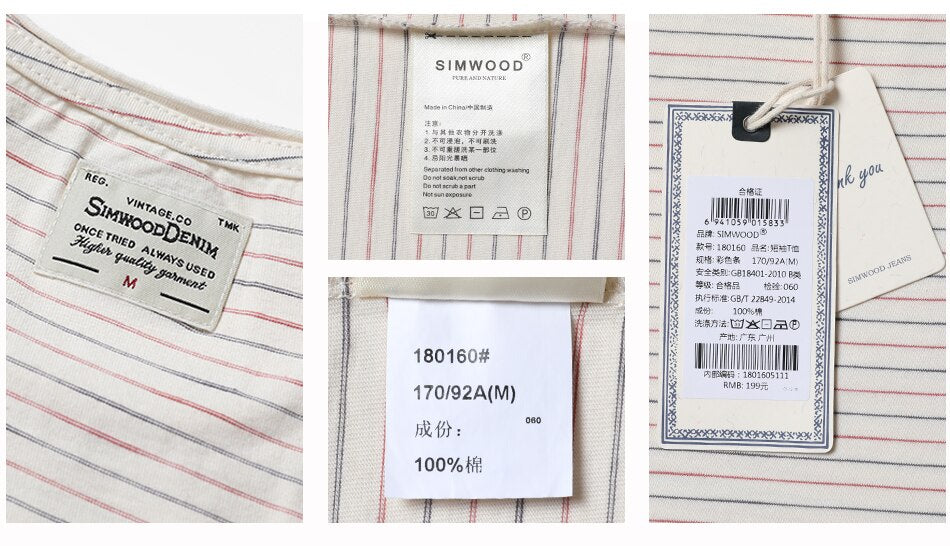 REG.
VINTAGE.CO
TMK
SIMWOODDENIM
ONCE TRIED ALWAYS USED
Higher quality garment
M
SIMWOOD®
PURE AND NATURE
Made in China/中国制造
注意:
1. 与其他衣物分开洗涤
2. 不可浸泡，不可刷洗
3. 不可重搓洗某一部位
4. 忌阳光暴晒
Separated from other clothing washing
Do not soak,not scrub
Do not scrub a part
Not sun exposure
30 P
180160#
170/92A(M)
成份： 060
100%棉
nk you
SIMWOOD JEANS
合格证
6 941059 015833
品牌: SIMWOOD®
款号: 180160 品名: 短袖T恤
规格: 彩色条 170/92A(M)
安全类别: GB18401-2010 B类
等级: 合格品 检验: 060
执行标准: GB/T 22849-2014
成份: 100%棉
洗涤方法:
产地: 广东.广州
内部编码: 1801605111
RMB: 199元